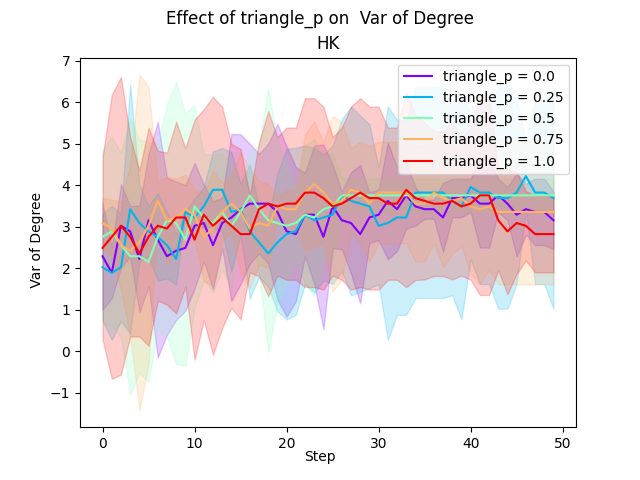 Effect of triangle_p on  Var of Degree
HK
7
6
5
4
3
2
1
0
−1
Var of Degree
triangle_p = 0.0
triangle_p = 0.25
triangle_p = 0.5
triangle_p = 0.75
triangle_p = 1.0
0
10
20
30
40
50
Step